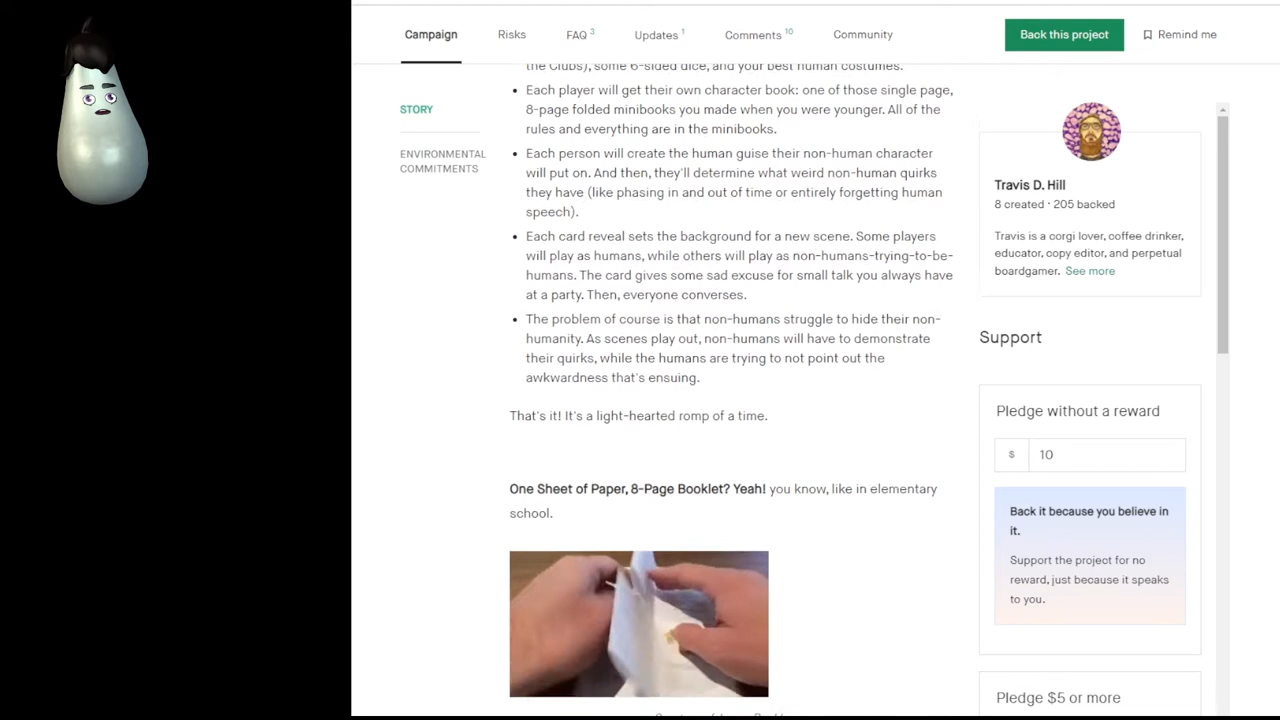 Campaign
Risks
FAQ 3
Updates 1
Comments 10
Community
Back this project
Remind me
STORY
ENVIRONMENTAL
COMMITMENTS
the Clubs), some 6-sided dice, and your best human costumes.
• Each player will get their own character book: one of those single page,
8-page folded minibooks you made when you were younger. All of the
rules and everything are in the minibooks.
• Each person will create the human guise their non-human character
will put on. And then, they'll determine what weird non-human quirks
they have (like phasing in and out of time or entirely forgetting human
speech).
• Each card reveal sets the background for a new scene. Some players
will play as humans, while others will play as non-humans-trying-to-be-
humans. The card gives some sad excuse for small talk you always have
at a party. Then, everyone converses.
• The problem of course is that non-humans struggle to hide their non-
humanity. As scenes play out, non-humans will have to demonstrate
their quirks, while the humans are trying to not point out the
awkwardness that's ensuing.
That's it! It's a light-hearted romp of a time.
One Sheet of Paper, 8-Page Booklet? Yeah! you know, like in elementary
school.
Travis D. Hill
8 created · 205 backed
Travis is a corgi lover, coffee drinker,
educator, copy editor, and perpetual
boardgamer. See more
Support
Pledge without a reward
$ 10
Back it because you believe in
it.
Support the project for no
reward, just because it speaks
to you.
Pledge $5 or more